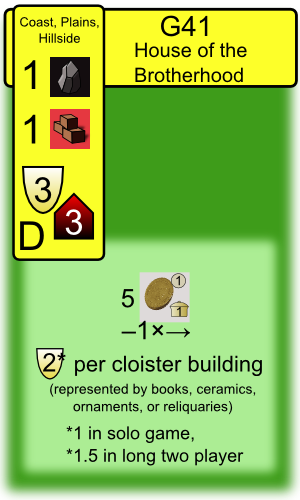 Coast, Plains,
Hillside
G41
House of the
Brotherhood
1
1
3
3
D
5
1
1
–1×→
2* per cloister building
(represented by books, ceramics,
ornaments, or reliquaries)
*1 in solo game,
*1.5 in long two player